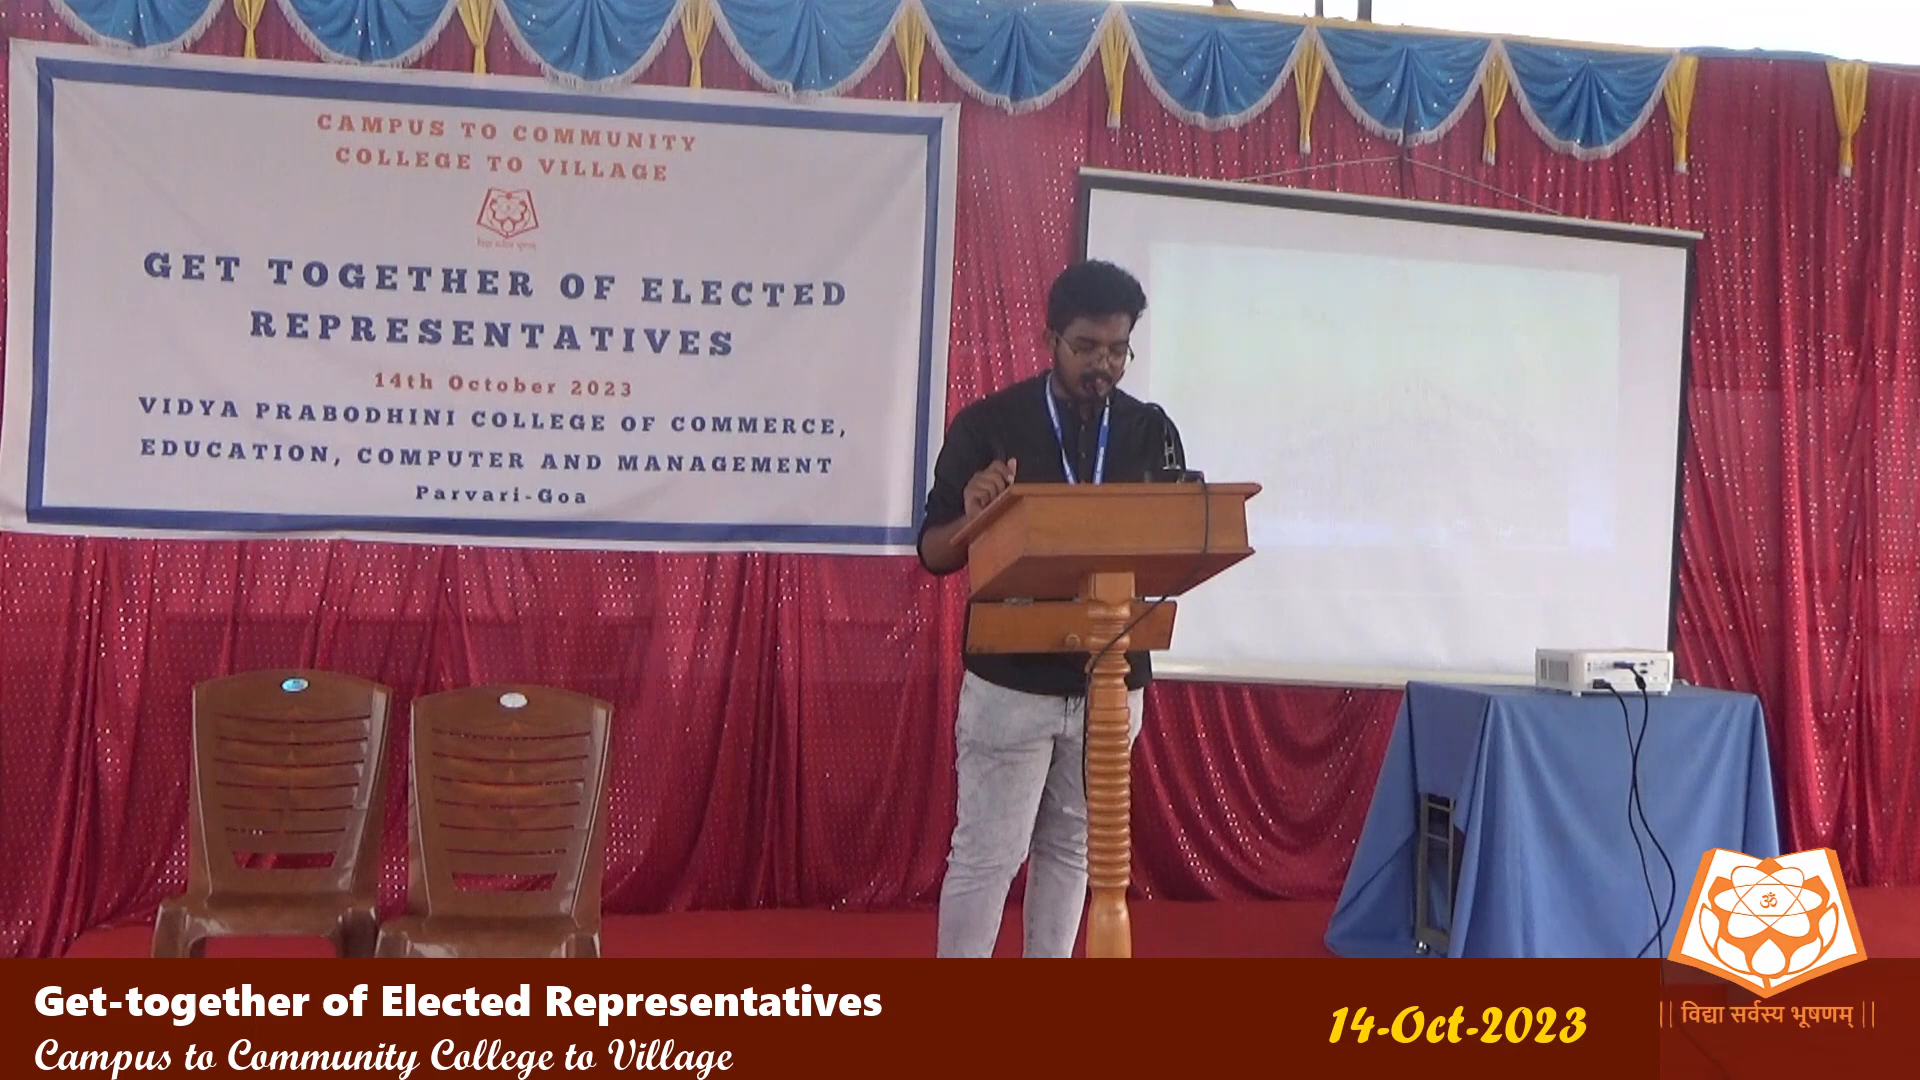 CAMPUS TO COMMUNITY
COLLEGE TO VILLAGE
GET TOGETHER OF ELECTED
REPRESENTATIVES
14th October 2023
VIDYA PRABODHINI COLLEGE OF COMMERCE,
EDUCATION, COMPUTER AND MANAGEMENT
Parvari-Goa
ॐ
Get-together of Elected Representatives
Campus to Community College to Village
14-Oct-2023
|| विद्या सर्वस्य भूषणम् ||